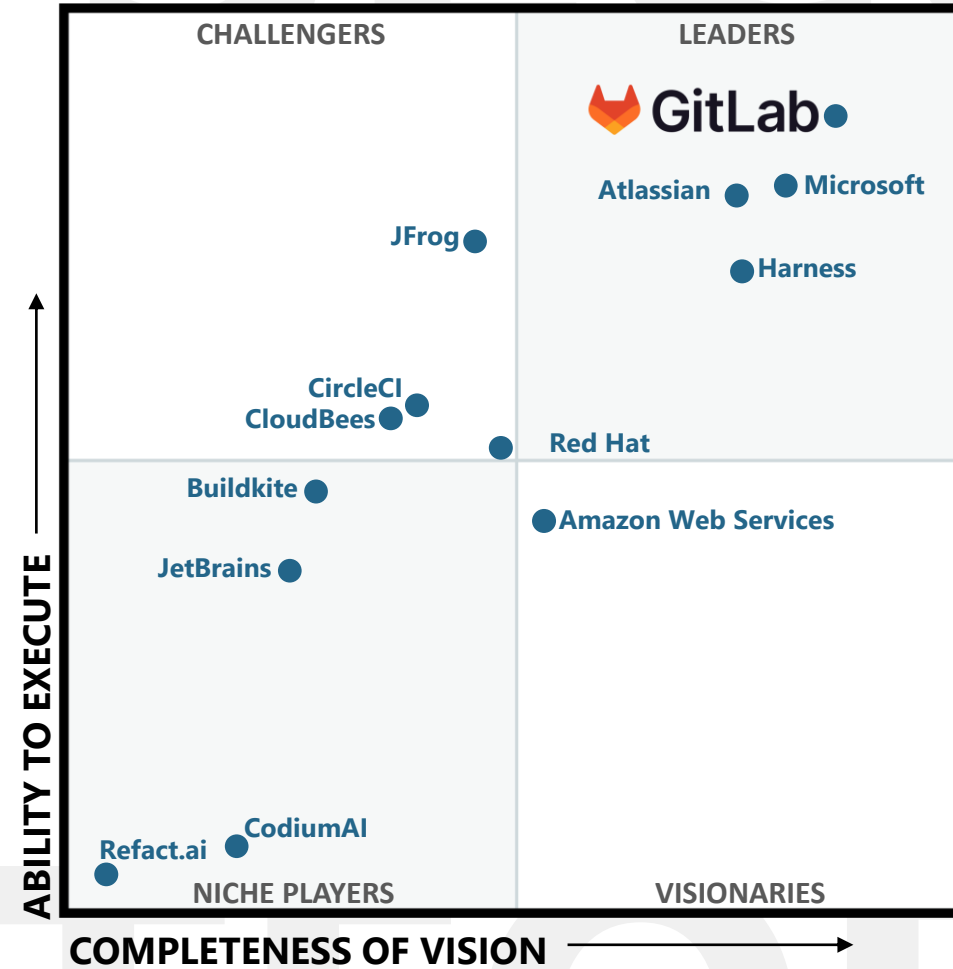 CHALLENGERS
LEADERS
GitLab
Atlassian
Microsoft
JFrog
Harness
CircleCI
CloudBees
Red Hat
Buildkite
Amazon Web Services
JetBrains
CodiumAI
Refact.ai
NICHE PLAYERS
VISIONARIES
ABILITY TO EXECUTE
COMPLETENESS OF VISION